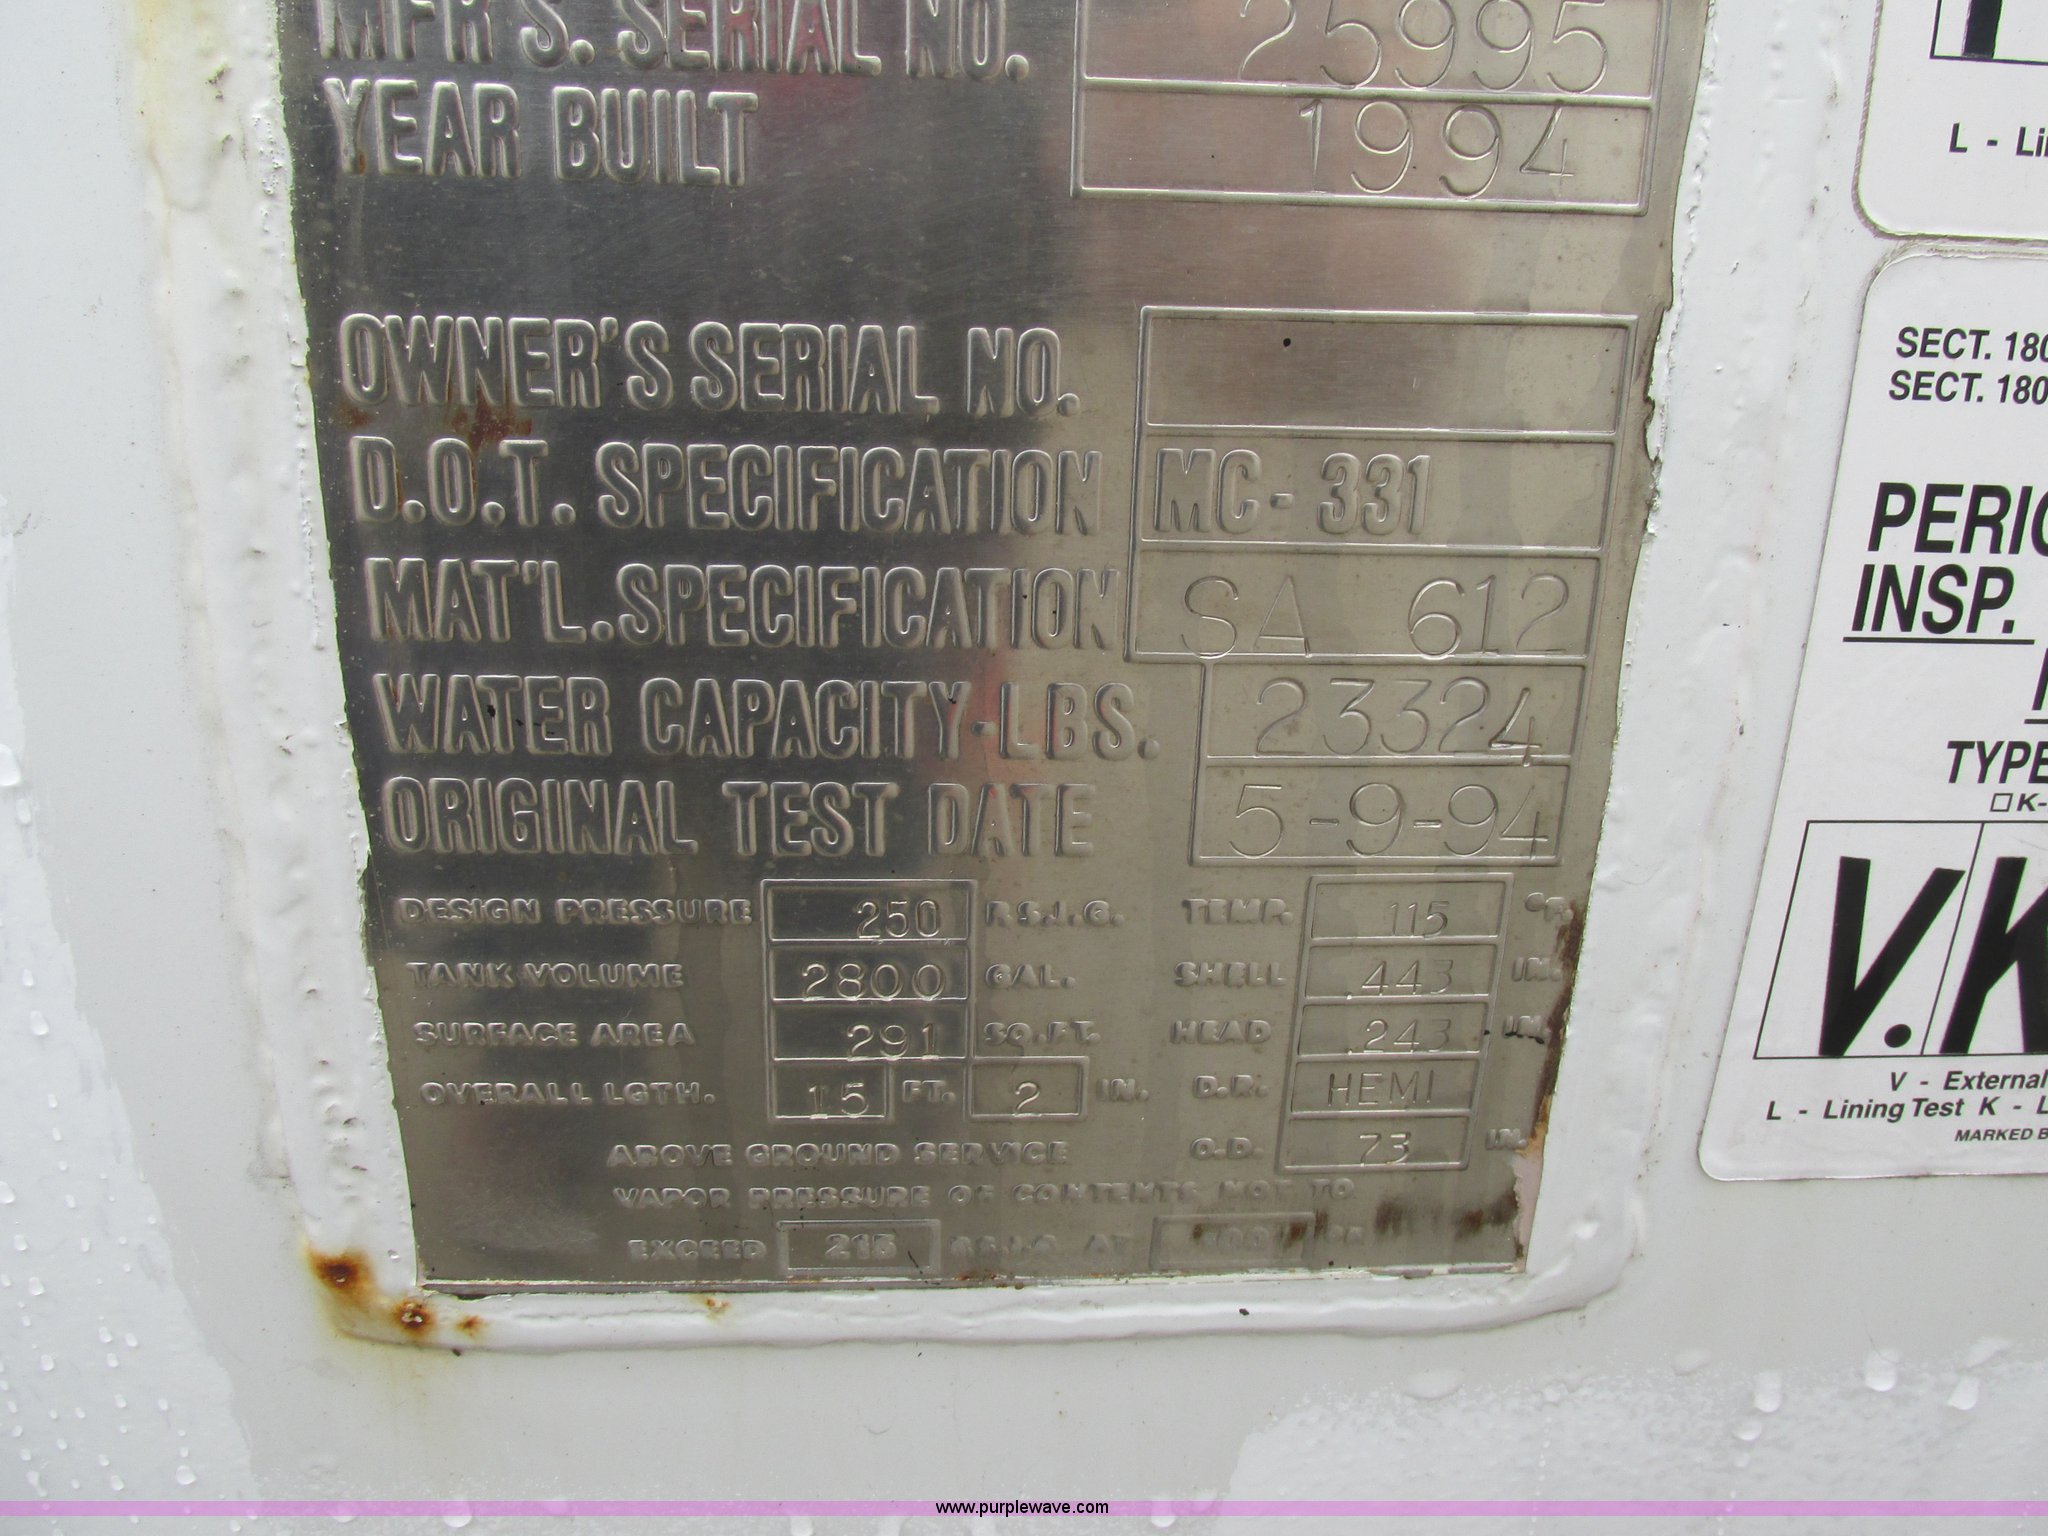 MFR'S. SERIAL NO. 25995
YEAR BUILT 1994
OWNER'S SERIAL NO.
D.O.T. SPECIFICATION MC-331
MAT'L. SPECIFICATION SA 612
WATER CAPACITY-LBS. 23324
ORIGINAL TEST DATE 5-9-94
DESIGN PRESSURE 250 P.S.I.G. TEMP. 115 °F.
TANK VOLUME 2800 GAL. SHELL .443 IN.
SURFACE AREA 291 SQ.FT. HEAD .243 IN.
OVERALL LGTH. 15 FT. 2 IN. D.R. HEMI
O.D. 73 IN.
ABOVE GROUND SERVICE
VAPOR PRESSURE OF CONTENTS NOT TO
EXCEED 215 P.S.I.G AT
L - Li
SECT. 180
SECT. 180
PERIO
INSP.
TYPE
K-
V.K
V - External
L - Lining Test K - L
MARKED B
www.purplewave.com